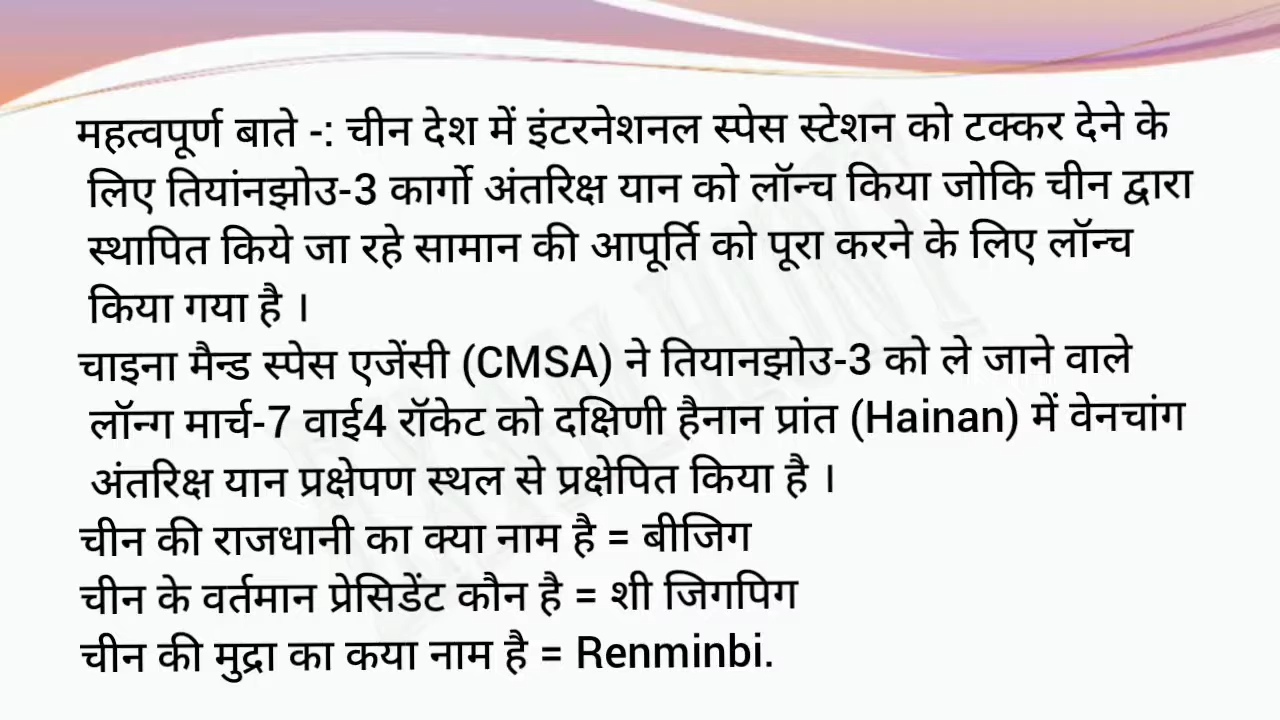 महत्वपूर्ण बाते -: चीन देश में इंटरनेशनल स्पेस स्टेशन को टक्कर देने के
लिए तियांनझोउ-3 कार्गो अंतरिक्ष यान को लॉन्च किया जोकि चीन द्वारा
स्थापित किये जा रहे सामान की आपूर्ति को पूरा करने के लिए लॉन्च
किया गया है ।
चाइना मैन्ड स्पेस एजेंसी (CMSA) ने तियानझोउ-3 को ले जाने वाले
लॉन्ग मार्च-7 वाई4 रॉकेट को दक्षिणी हैनान प्रांत (Hainan) में वेनचांग
अंतरिक्ष यान प्रक्षेपण स्थल से प्रक्षेपित किया है ।
चीन की राजधानी का क्या नाम है = बीजिग
चीन के वर्तमान प्रेसिडेंट कौन है = शी जिगपिग
चीन की मुद्रा का कया नाम है = Renminbi.